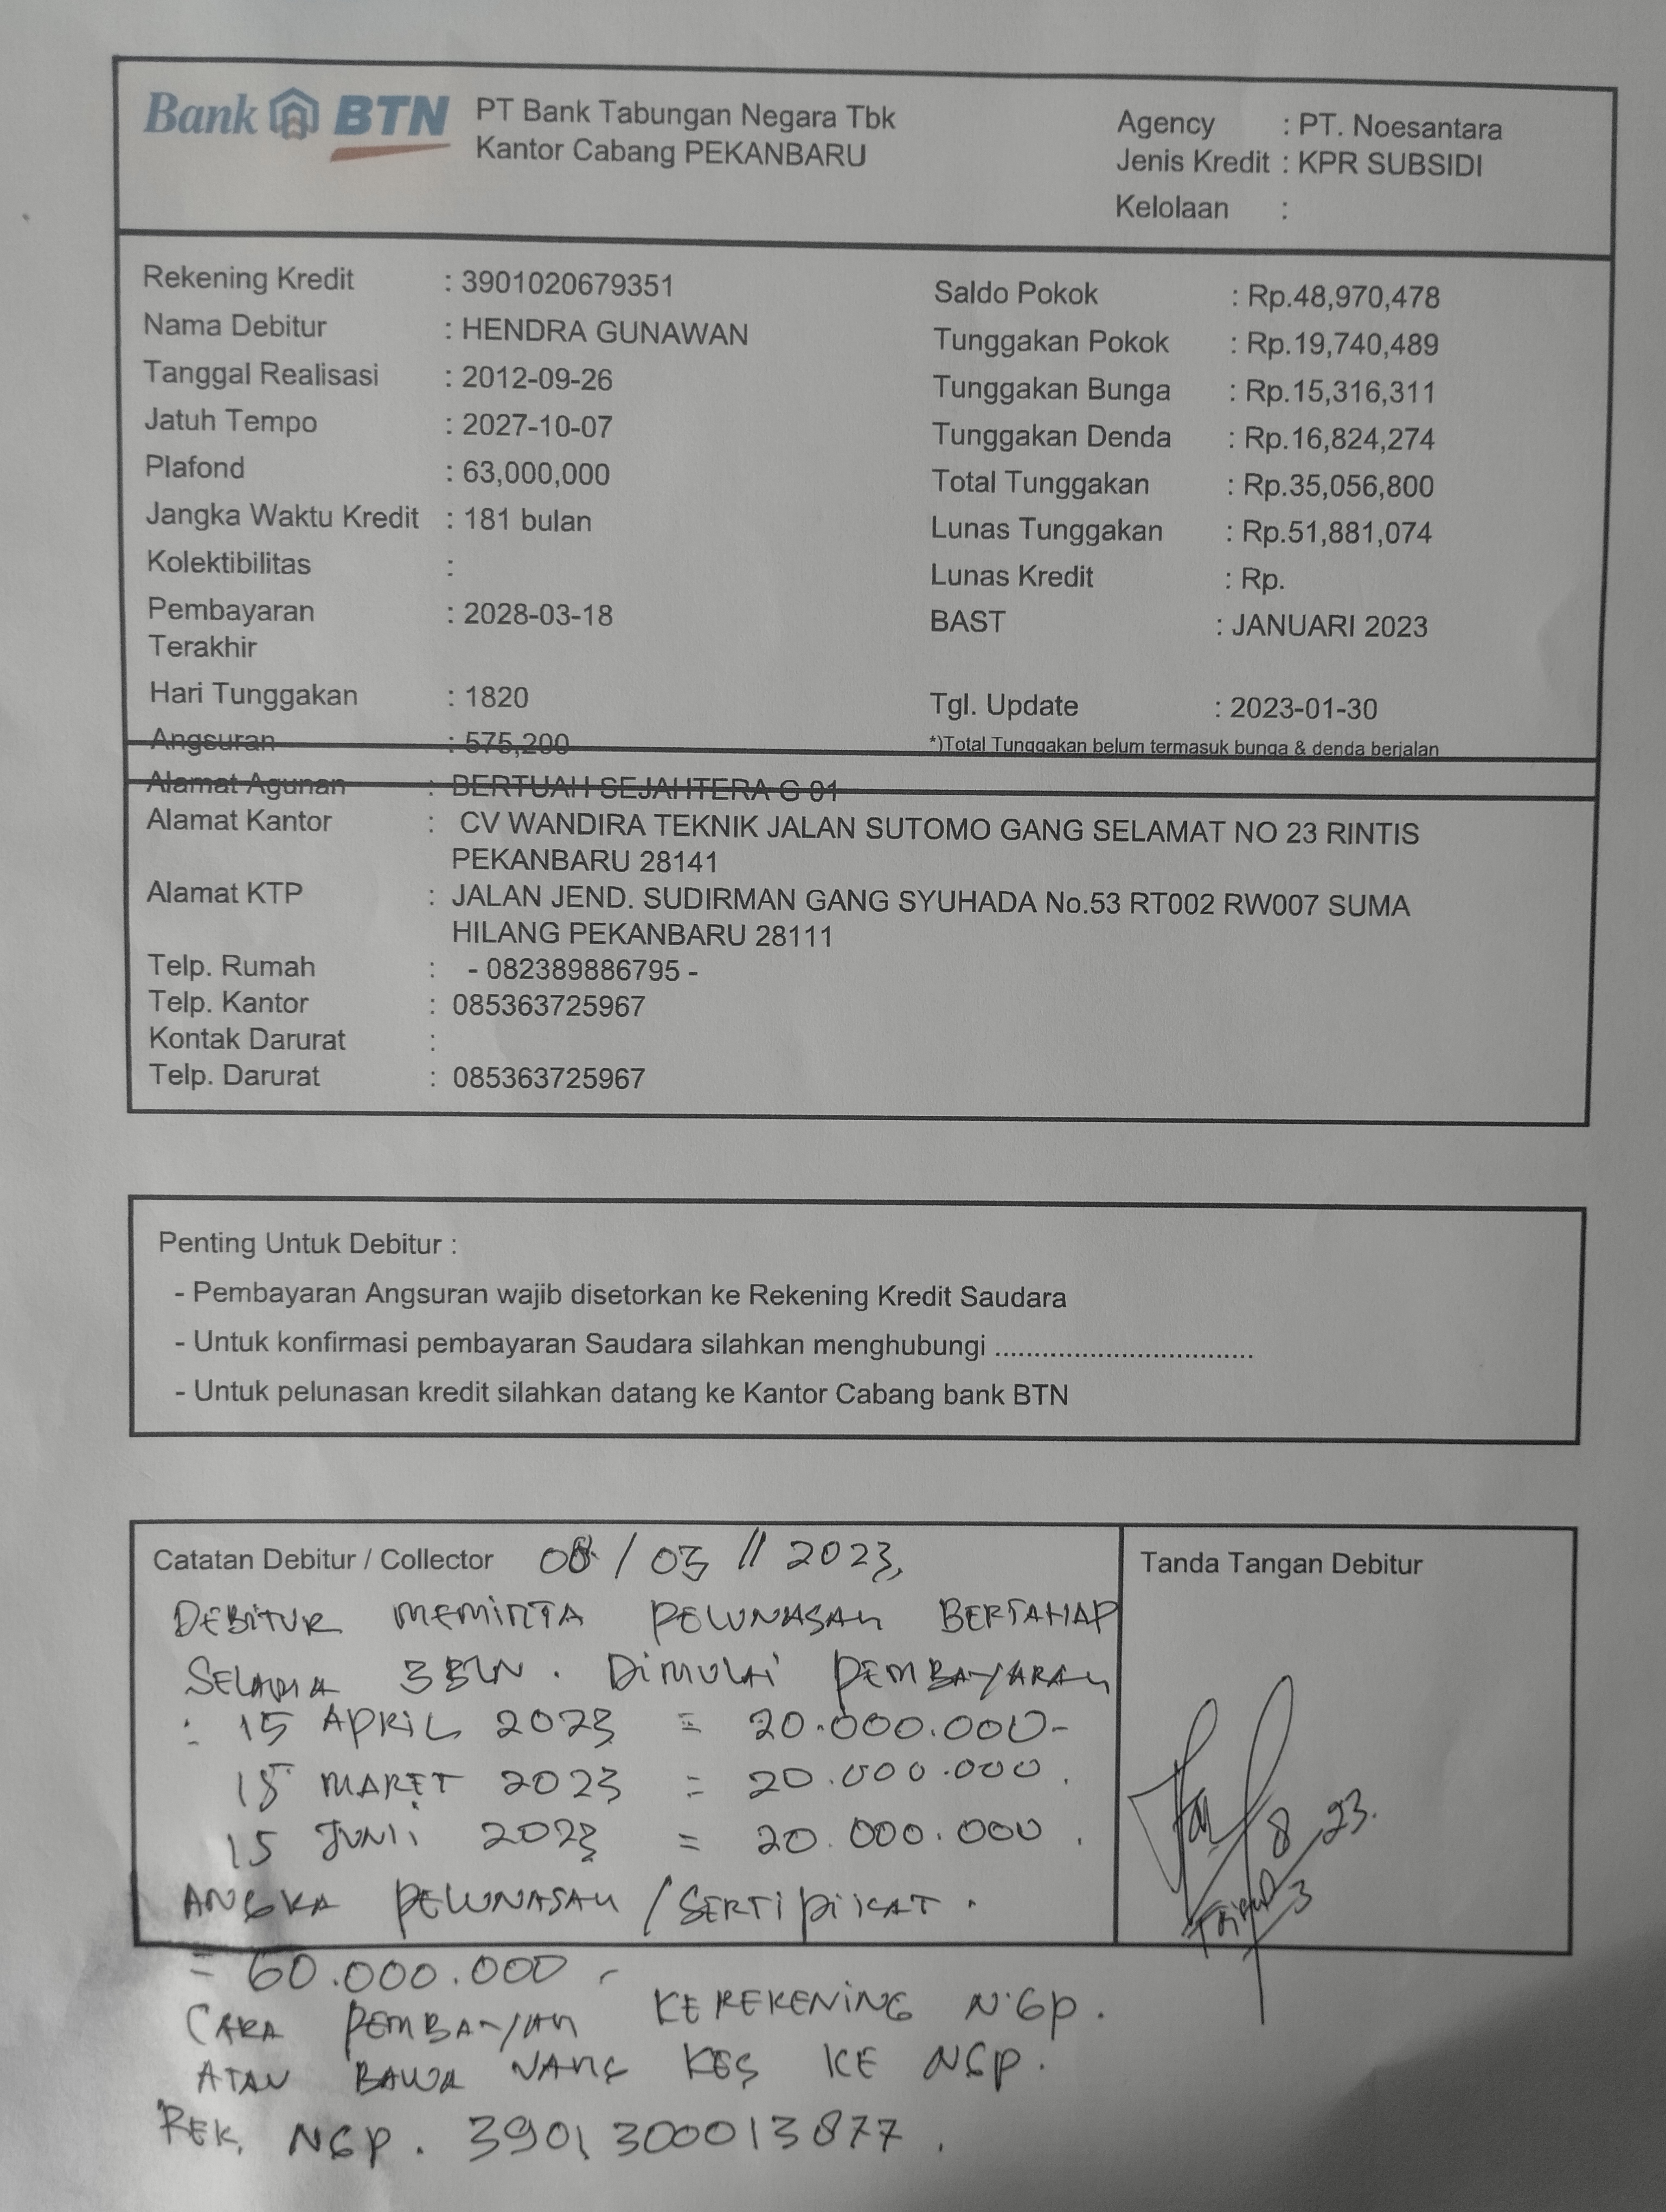 Bank BTN
PT Bank Tabungan Negara Tbk
Kantor Cabang PEKANBARU
Agency : PT. Noesantara
Jenis Kredit : KPR SUBSIDI
Kelolaan :
Rekening Kredit : 3901020679351
Nama Debitur : HENDRA GUNAWAN
Tanggal Realisasi : 2012-09-26
Jatuh Tempo : 2027-10-07
Plafond : 63,000,000
Jangka Waktu Kredit : 181 bulan
Kolektibilitas :
Pembayaran : 2028-03-18
Terakhir
Hari Tunggakan : 1820
Angsuran : 575,200
Saldo Pokok : Rp.48,970,478
Tunggakan Pokok : Rp.19,740,489
Tunggakan Bunga : Rp.15,316,311
Tunggakan Denda : Rp.16,824,274
Total Tunggakan : Rp.35,056,800
Lunas Tunggakan : Rp.51,881,074
Lunas Kredit : Rp.
BAST : JANUARI 2023
Tgl. Update : 2023-01-30
*)Total Tunggakan belum termasuk bunga & denda berjalan
Alamat Agunan : BERTUAH SEJAHTERA G 01
Alamat Kantor : CV WANDIRA TEKNIK JALAN SUTOMO GANG SELAMAT NO 23 RINTIS
PEKANBARU 28141
Alamat KTP : JALAN JEND. SUDIRMAN GANG SYUHADA No.53 RT002 RW007 SUMA
HILANG PEKANBARU 28111
Telp. Rumah : - 082389886795 -
Telp. Kantor : 085363725967
Kontak Darurat :
Telp. Darurat : 085363725967
Penting Untuk Debitur :
- Pembayaran Angsuran wajib disetorkan ke Rekening Kredit Saudara
- Untuk konfirmasi pembayaran Saudara silahkan menghubungi .................................
- Untuk pelunasan kredit silahkan datang ke Kantor Cabang bank BTN
Catatan Debitur / Collector 08 / 03 // 2023,
DEBITUR MEMINTA PELUNASAN BERTAHAP
SELAMA 3 BLN. DIMULAI PEMBAYARAN
: 15 APRIL 2023 = 20.000.000-
15 MARET 2023 = 20.000.000.
15 JUNI, 2023 = 20.000.000.
ANGKA PELUNASAN / SERTIPIKAT.
= 60.000.000 -
CARA PEMBAYAN KEREKENING NGP.
ATAU BAWA UANG KES KE NGP.
REK. NGP. 3901300013877.
Tanda Tangan Debitur
8 23.
3